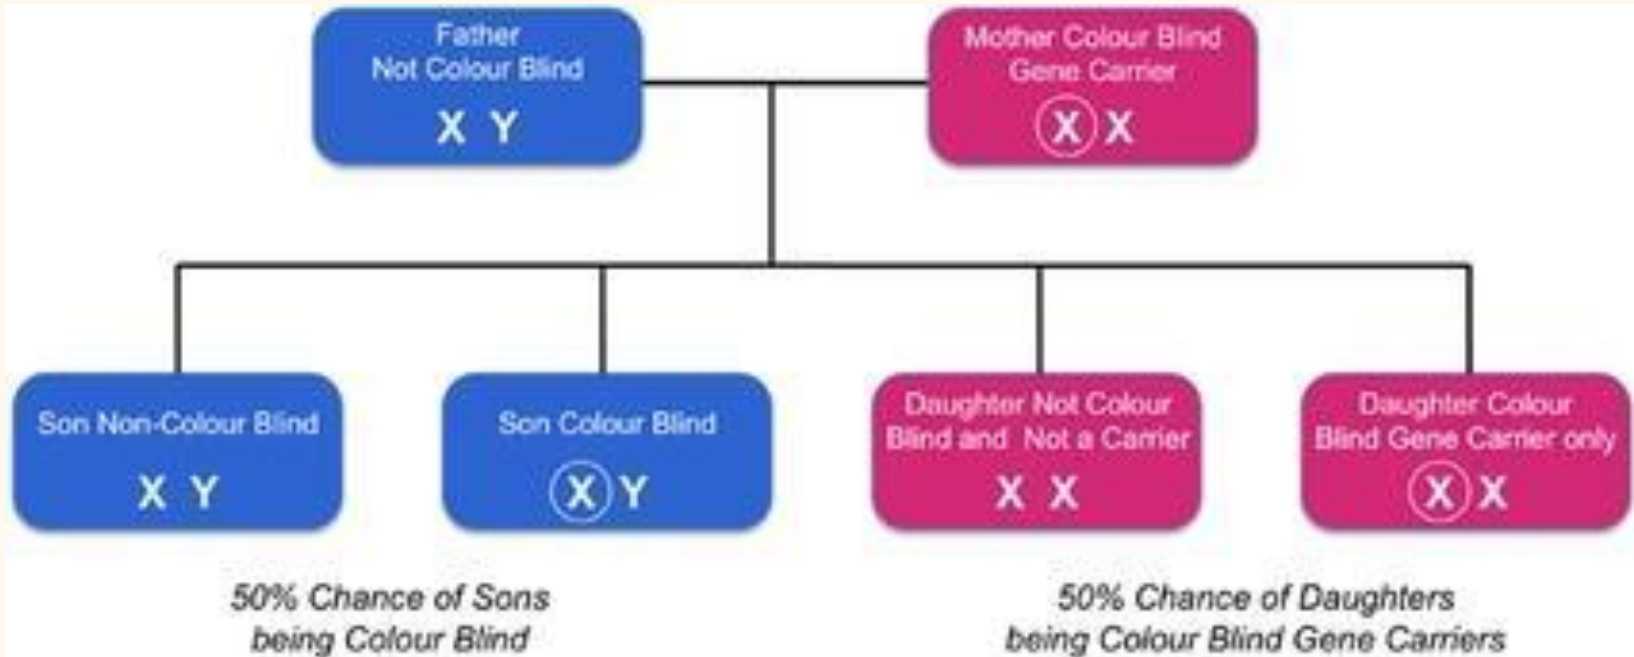 Father
Not Colour Blind
X Y
Mother Colour Blind
Gene Carrier
X X
Son Non-Colour Blind
X Y
Son Colour Blind
X Y
Daughter Not Colour
Blind and Not a Carrier
X X
Daughter Colour
Blind Gene Carrier only
X X
50% Chance of Sons
being Colour Blind
50% Chance of Daughters
being Colour Blind Gene Carriers